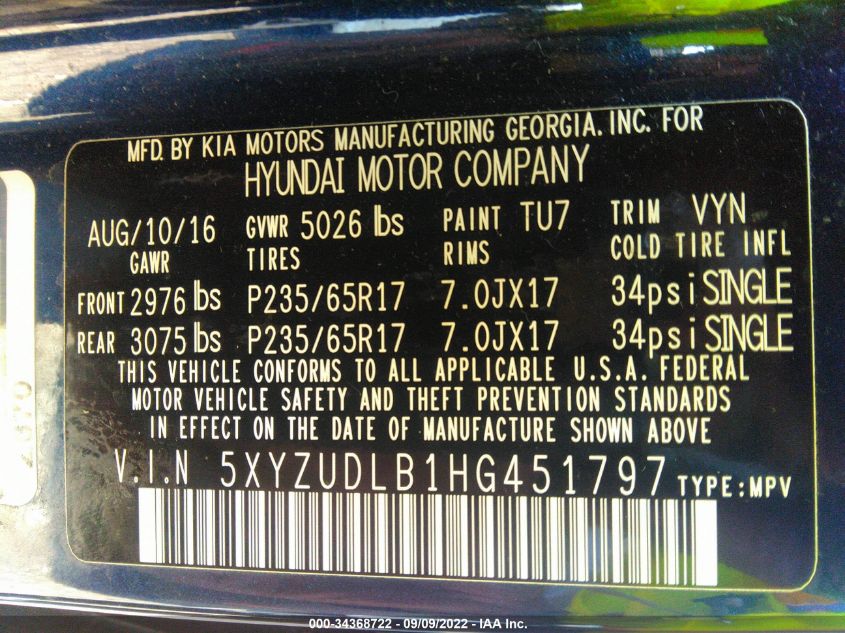 MFD. BY KIA MOTORS MANUFACTURING GEORGIA. INC. FOR
HYUNDAI MOTOR COMPANY
AUG/10/16 GVWR 5026 lbs PAINT TU7 TRIM VYN
GAWR TIRES RIMS COLD TIRE INFL
FRONT 2976 lbs P235/65R17 7.0JX17 34psi SINGLE
REAR 3075 lbs P235/65R17 7.0JX17 34psi SINGLE
THIS VEHICLE CONFORMS TO ALL APPLICABLE U.S.A. FEDERAL
MOTOR VEHICLE SAFETY AND THEFT PREVENTION STANDARDS
IN EFFECT ON THE DATE OF MANUFACTURE SHOWN ABOVE
V.I.N 5XYZUDLB1HG451797 TYPE:MPV
000-34368722 - 09/09/2022 - IAA Inc.